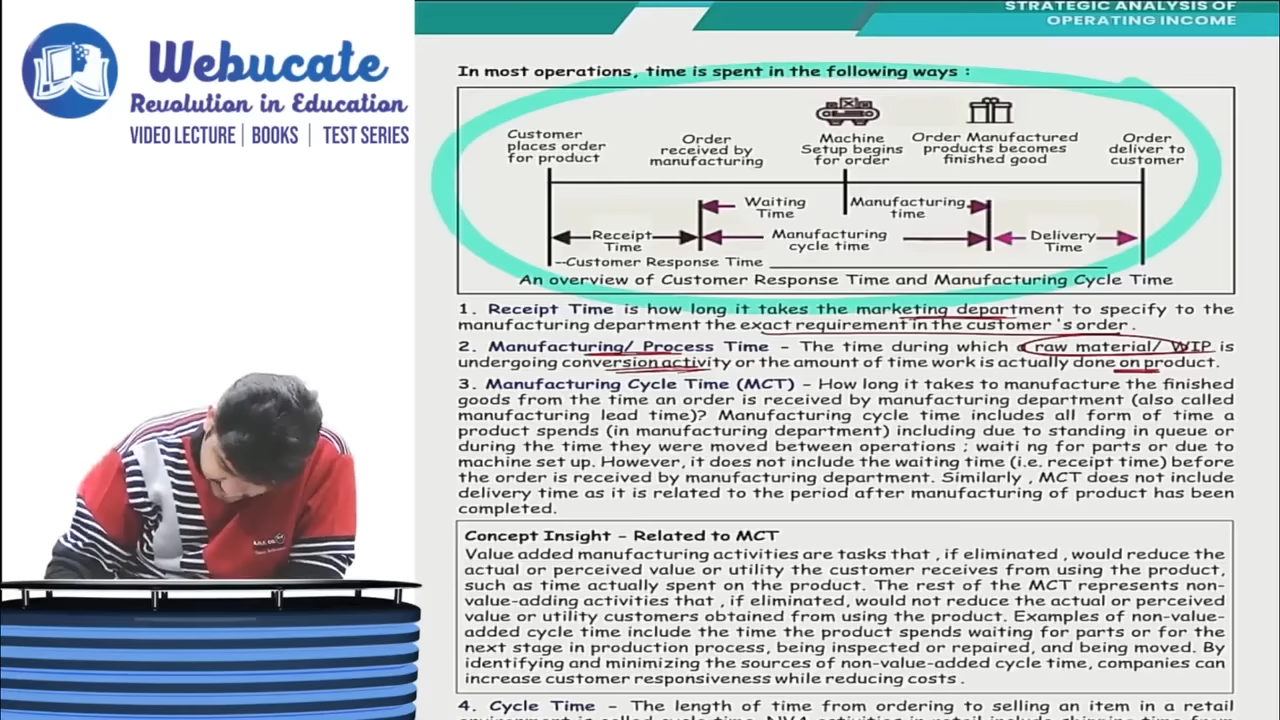 Webucate
Revolution in Education
VIDEO LECTURE | BOOKS | TEST SERIES
STRATEGIC ANALYSIS OF
OPERATING INCOME
In most operations, time is spent in the following ways :
Customer places order for product
Order received by manufacturing
Machine Setup begins for order
Order Manufactured products becomes finished good
Order deliver to customer
Waiting Time
Manufacturing time
Receipt Time
Manufacturing cycle time
Delivery Time
--Customer Response Time
An overview of Customer Response Time and Manufacturing Cycle Time
1. Receipt Time is how long it takes the marketing department to specify to the
manufacturing department the exact requirement in the customer 's order .
2. Manufacturing/ Process Time – The time during which a raw material/ WIP is
undergoing conversion activity or the amount of time work is actually done on product.
3. Manufacturing Cycle Time (MCT) – How long it takes to manufacture the finished
goods from the time an order is received by manufacturing department (also called
manufacturing lead time)? Manufacturing cycle time includes all form of time a
product spends (in manufacturing department) including due to standing in queue or
during the time they were moved between operations ; waiti ng for parts or due to
machine set up. However, it does not include the waiting time (i.e. receipt time) before
the order is received by manufacturing department. Similarly , MCT does not include
delivery time as it is related to the period after manufacturing of product has been
completed.
Concept Insight – Related to MCT
Value added manufacturing activities are tasks that , if eliminated , would reduce the
actual or perceived value or utility the customer receives from using the product,
such as time actually spent on the product. The rest of the MCT represents non-
value-adding activities that , if eliminated, would not reduce the actual or perceived
value or utility customers obtained from using the product. Examples of non-value-
added cycle time include the time the product spends waiting for parts or for the
next stage in production process, being inspected or repaired, and being moved. By
identifying and minimizing the sources of non-value-added cycle time, companies can
increase customer responsiveness while reducing costs .
4. Cycle Time – The length of time from ordering to selling an item in a retail